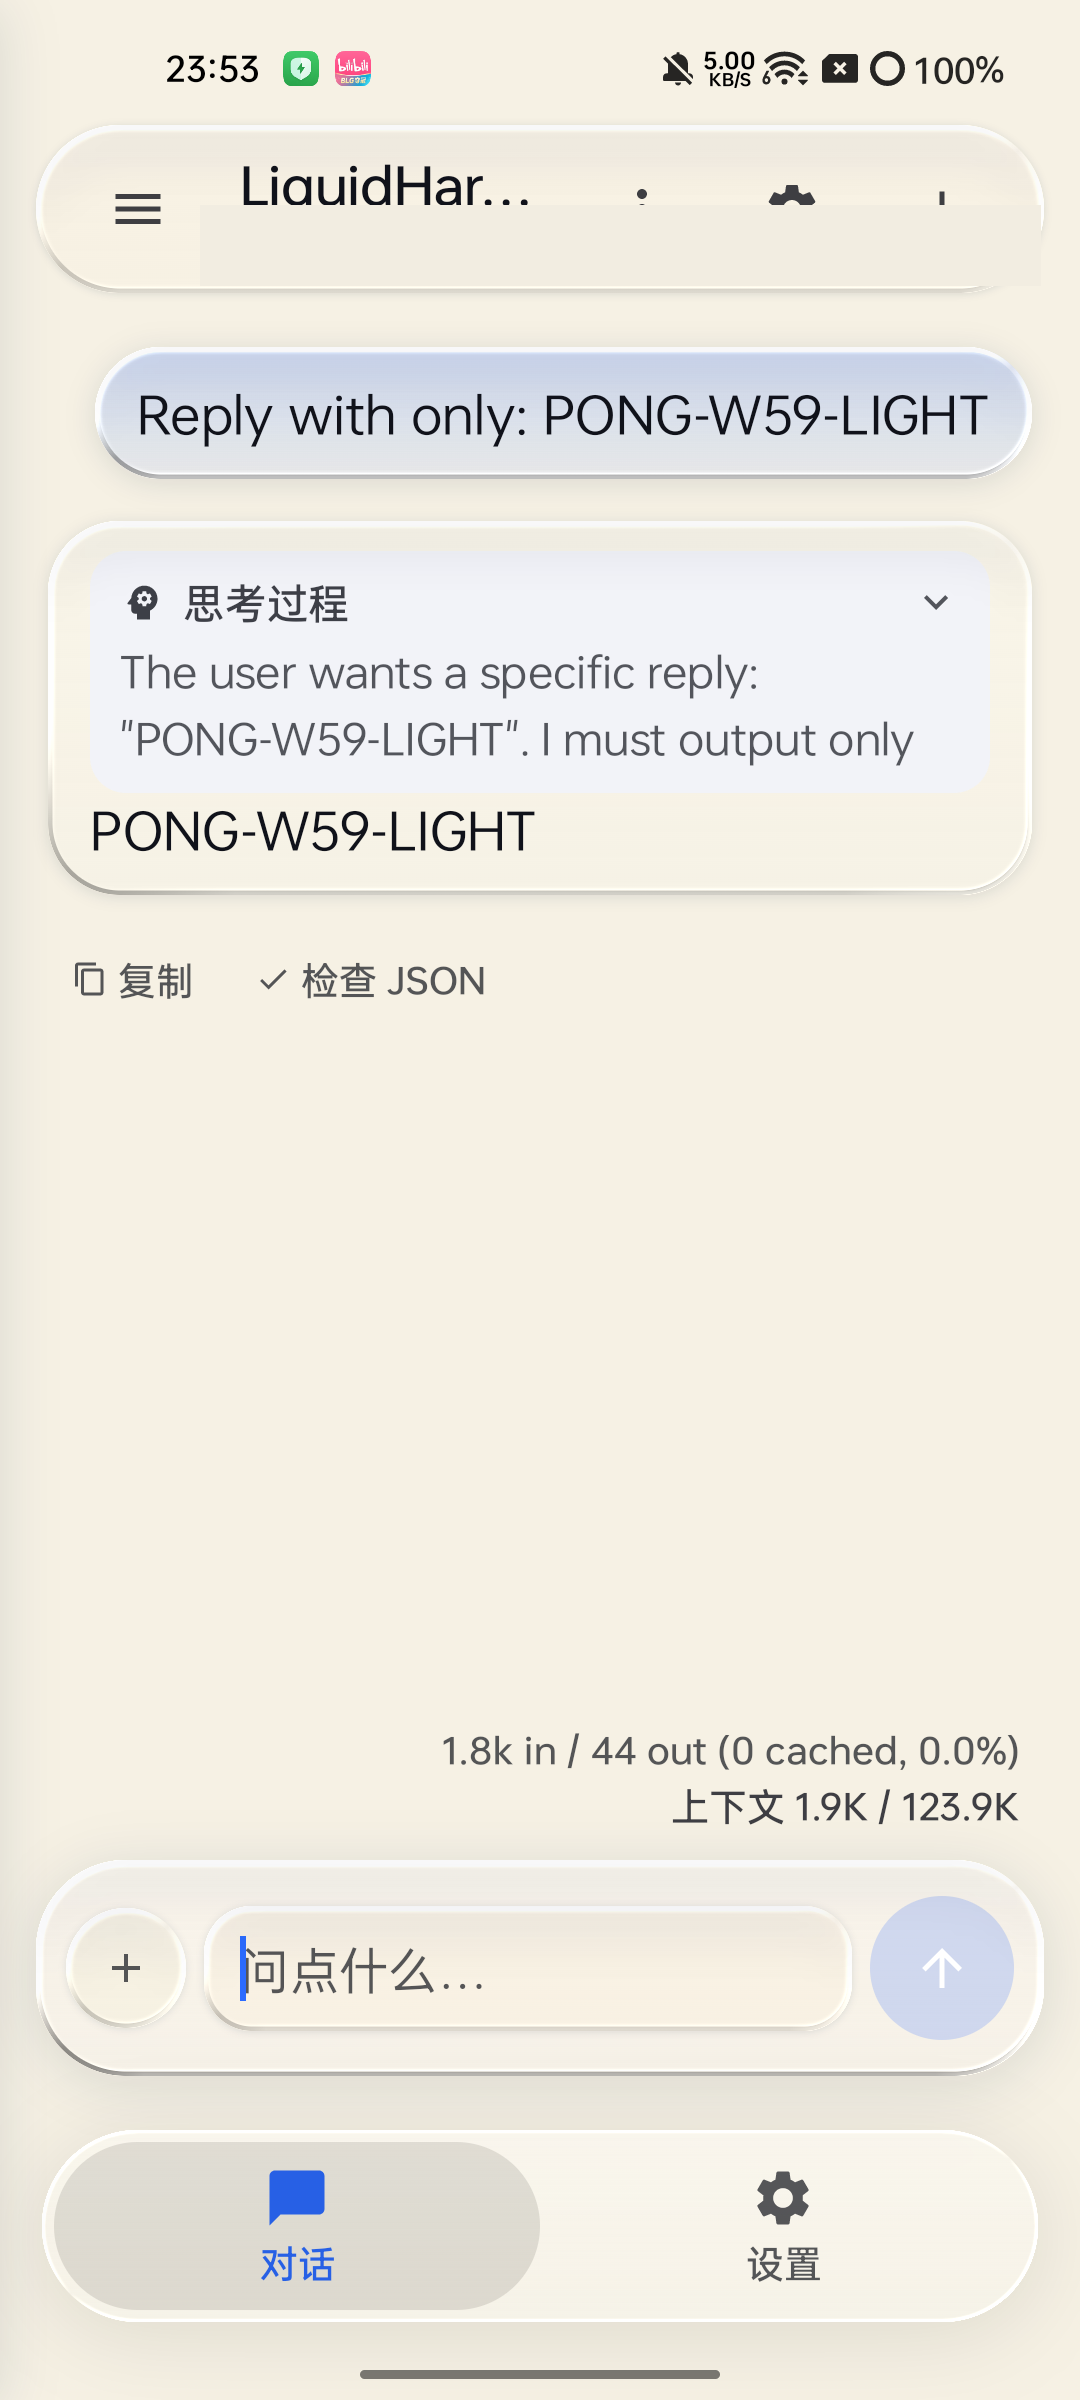 23:53
5.00
KB/S
6
100%
LiquidHar...
Reply with only: PONG-W59-LIGHT
思考过程
The user wants a specific reply:
"PONG-W59-LIGHT". I must output only
PONG-W59-LIGHT
复制
检查 JSON
1.8k in / 44 out (0 cached, 0.0%)
上下文 1.9K / 123.9K
问点什么...
对话
设置